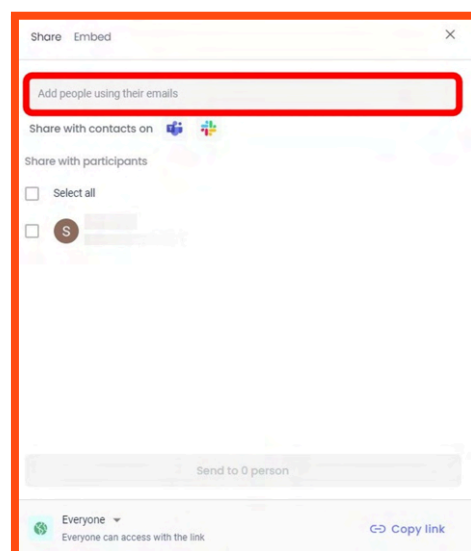 Share Embed
Add people using their emails
Share with contacts on
Share with participants
Select all
S
Send to 0 person
Everyone
Everyone can access with the link
Copy link